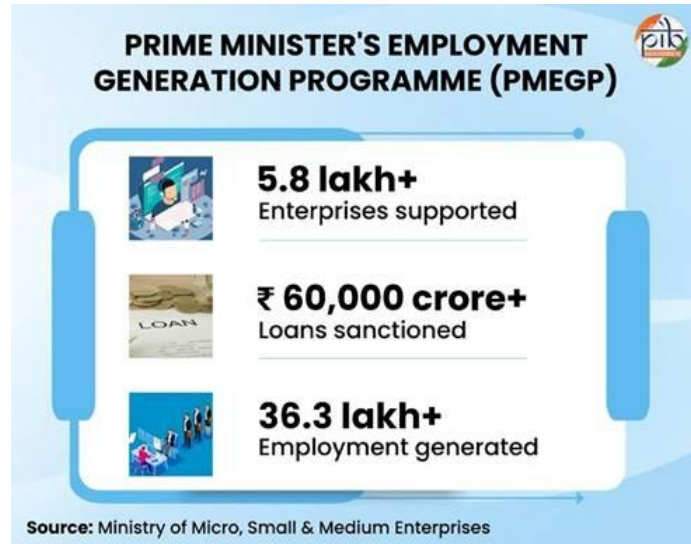 PRIME MINISTER'S EMPLOYMENT
GENERATION PROGRAMME (PMEGP)
pib
5.8 lakh+
Enterprises supported
₹ 60,000 crore+
Loans sanctioned
LOAN
36.3 lakh+
Employment generated
Source: Ministry of Micro, Small & Medium Enterprises